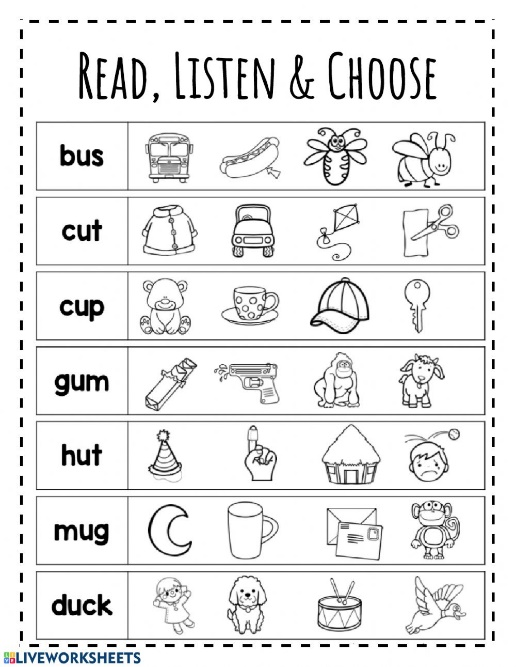 READ, LISTEN & CHOOSE
bus
cut
cup
gum
hut
mug
duck
LIVEWORKSHEETS